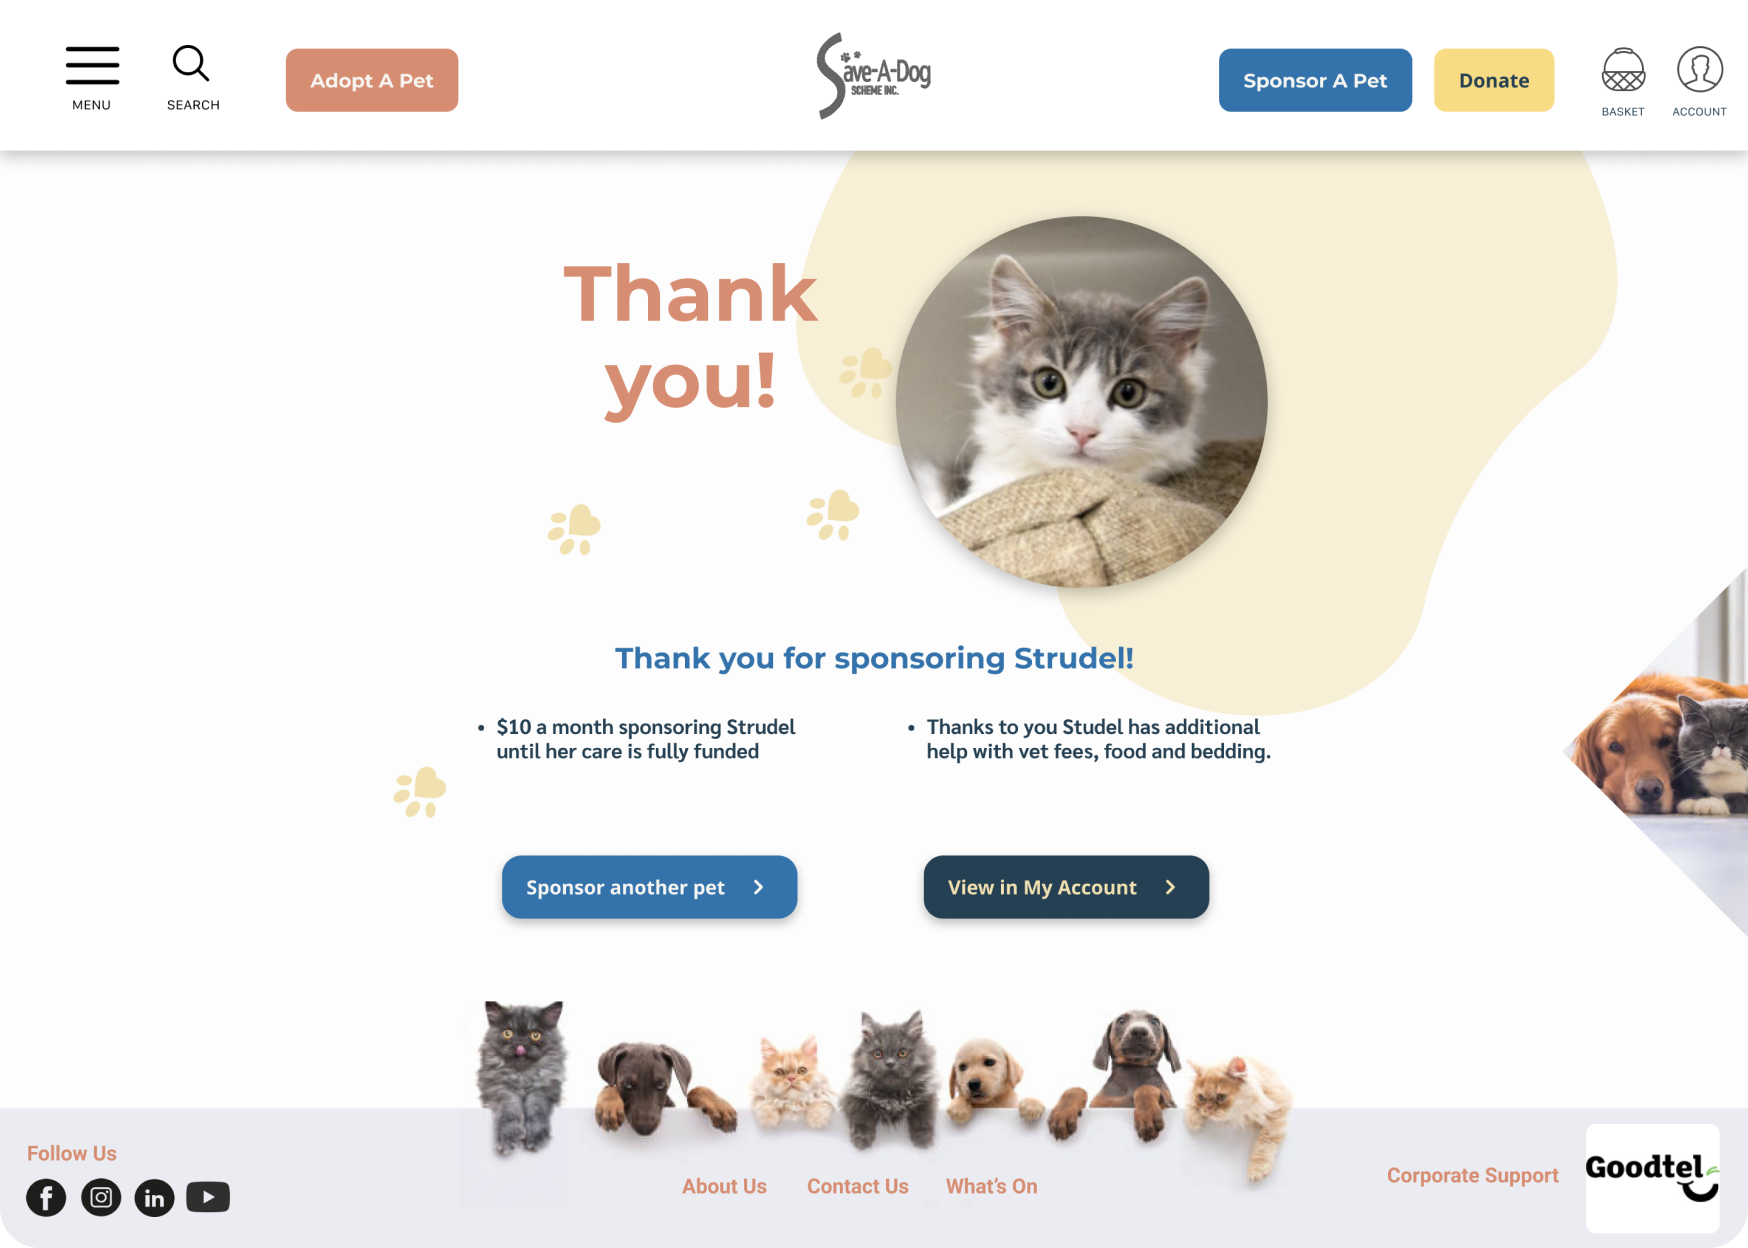 MENU
SEARCH
Adopt A Pet
Save-A-Dog
SCHEME INC.
Sponsor A Pet
Donate
BASKET
ACCOUNT
Thank
you!
Thank you for sponsoring Strudel!
• $10 a month sponsoring Strudel
until her care is fully funded
• Thanks to you Studel has additional
help with vet fees, food and bedding.
Sponsor another pet
View in My Account
Follow Us
About Us
Contact Us
What's On
Corporate Support
Goodtel